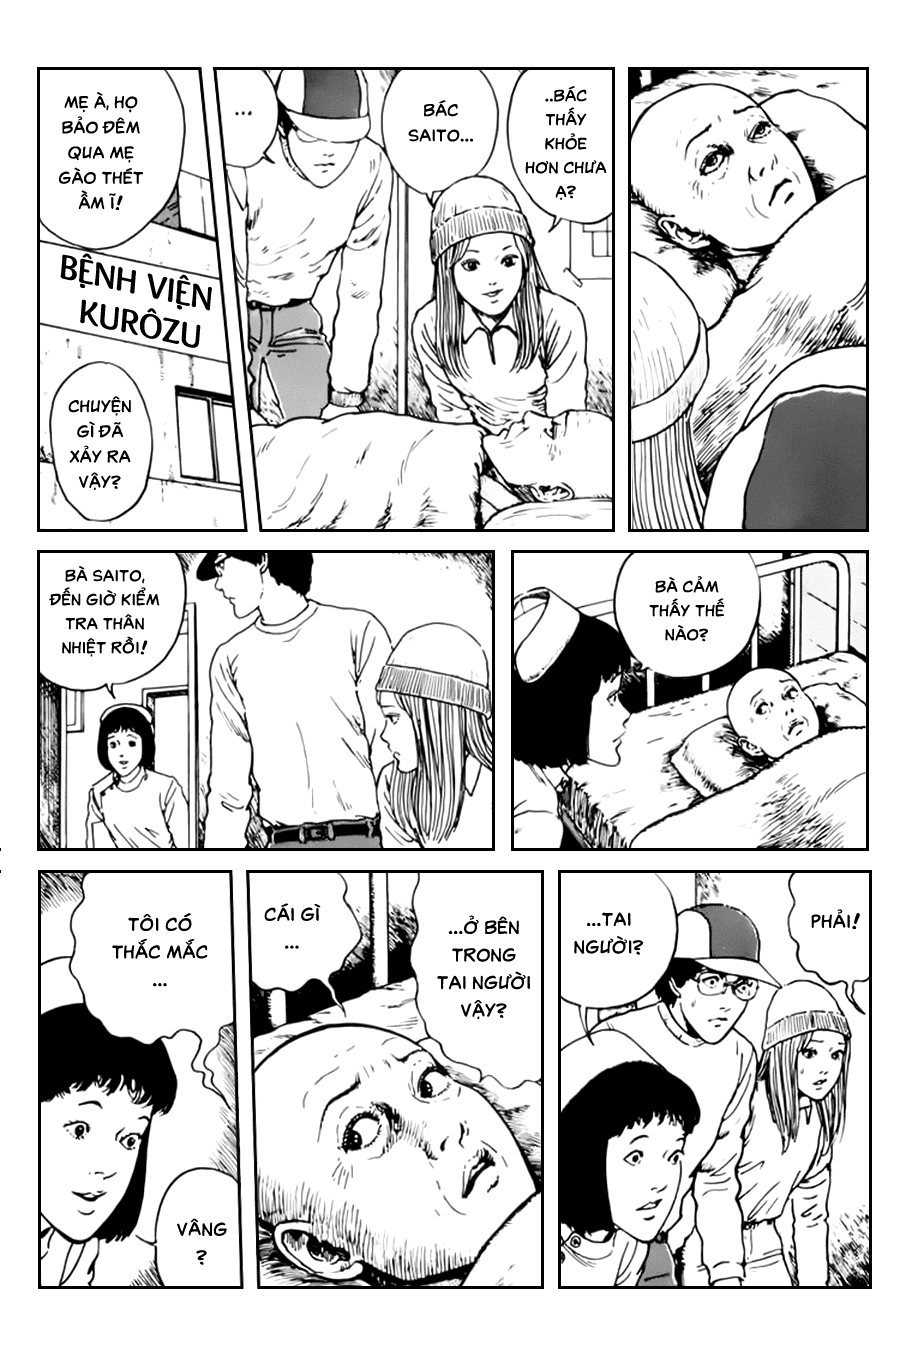 MẸ À, HỌ
BẢO ĐÊM
QUA MẸ
GÀO THÉT
ẦM Ĩ!
BỆNH VIỆN
KURÔZU
CHUYỆN
GÌ ĐÃ
XẢY RA
VẬY?
...
BÁC
SAITO...
..BÁC
THẤY
KHỎE
HƠN CHƯA
Ạ?
BÀ SAITO,
ĐẾN GIỜ KIỂM
TRA THÂN
NHIỆT RỒI!
BÀ CẢM
THẤY THẾ
NÀO?
TÔI CÓ
THẮC MẮC
...
VÂNG
?
CÁI GÌ
...
...Ở BÊN
TRONG
TAI NGƯỜI
VẬY?
...TAI
NGƯỜI?
PHẢI!